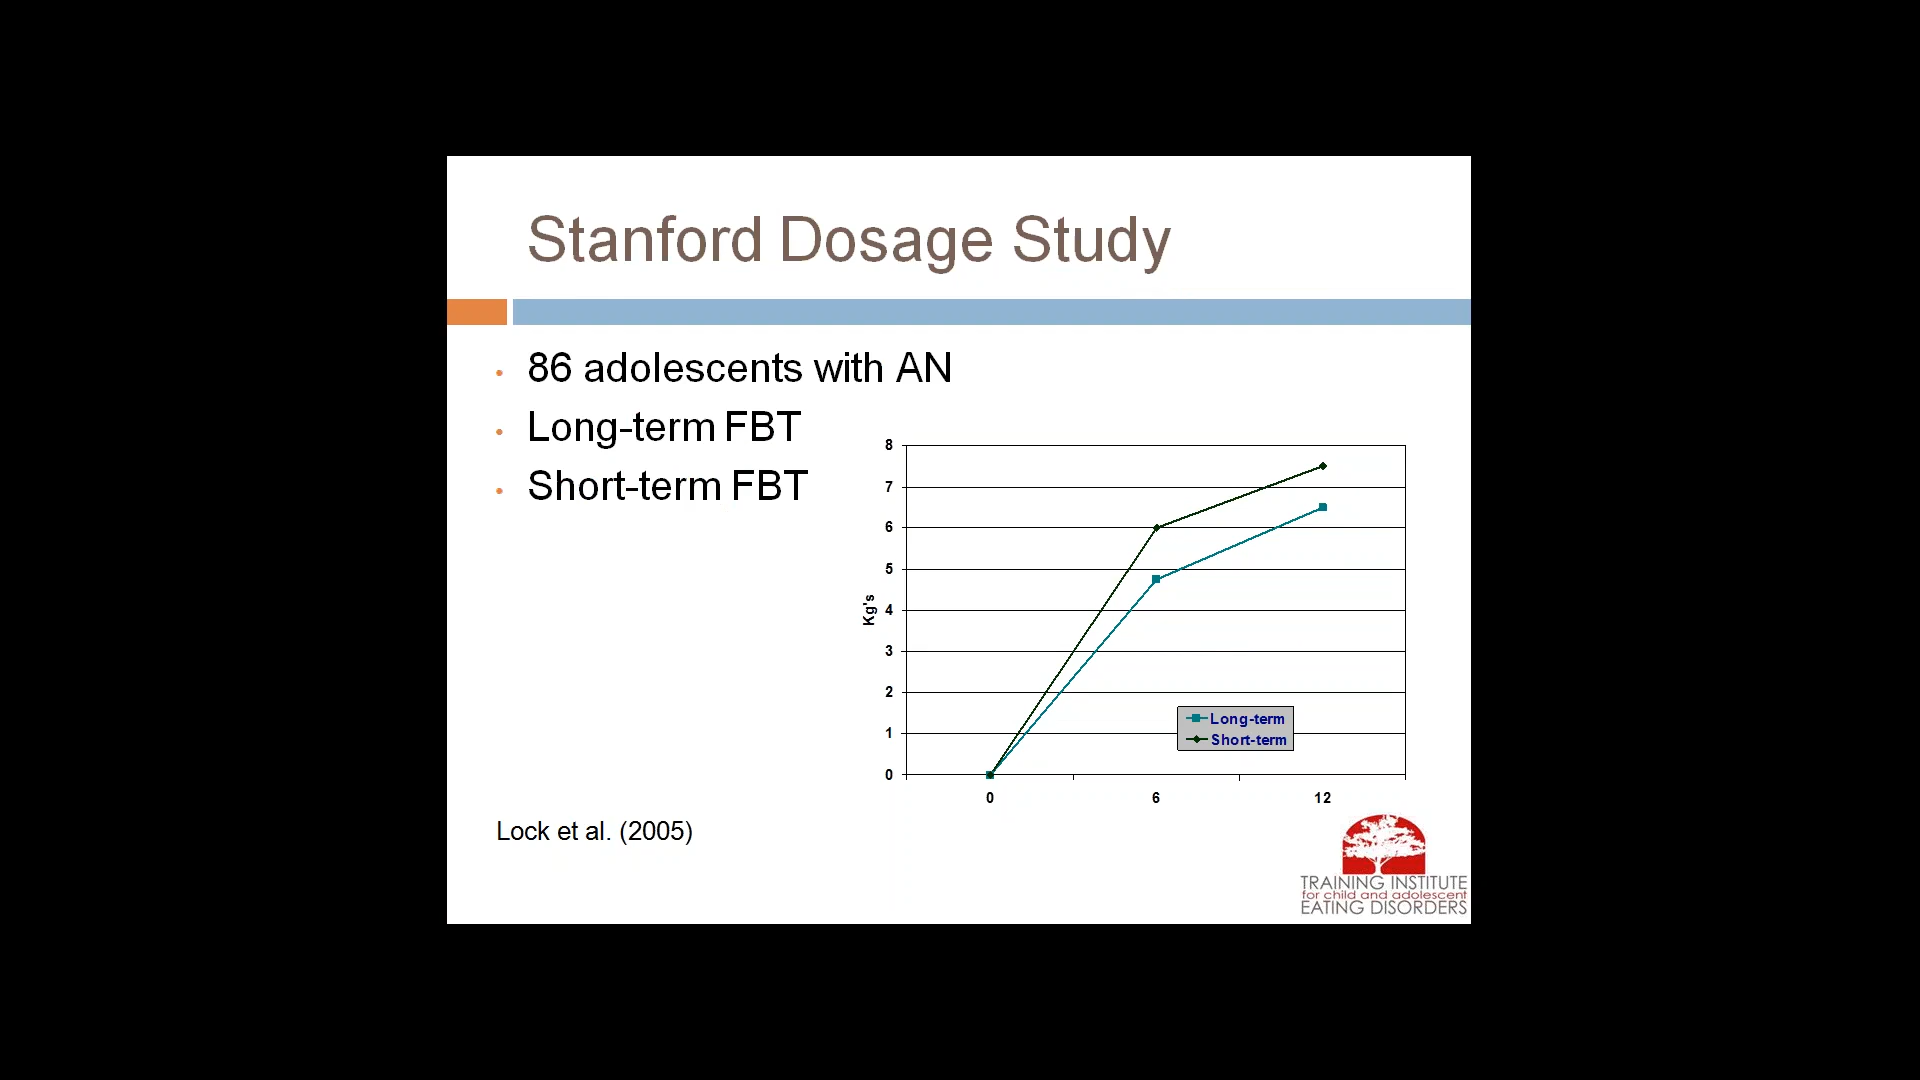 Stanford Dosage Study
• 86 adolescents with AN
• Long-term FBT
• Short-term FBT
8
7
6
5
4
3
2
1
0
Kg's
Long-term
Short-term
0 6 12
Lock et al. (2005)
TRAINING INSTITUTE
for child and adolescent
EATING DISORDERS